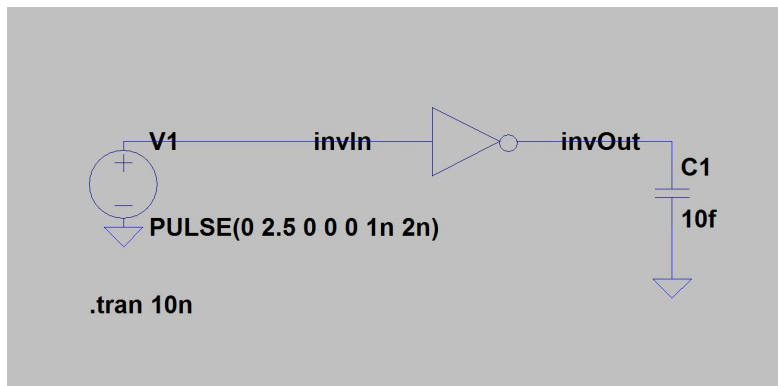 V1
invIn
invOut
C1
10f
PULSE(0 2.5 0 0 0 1n 2n)
.tran 10n